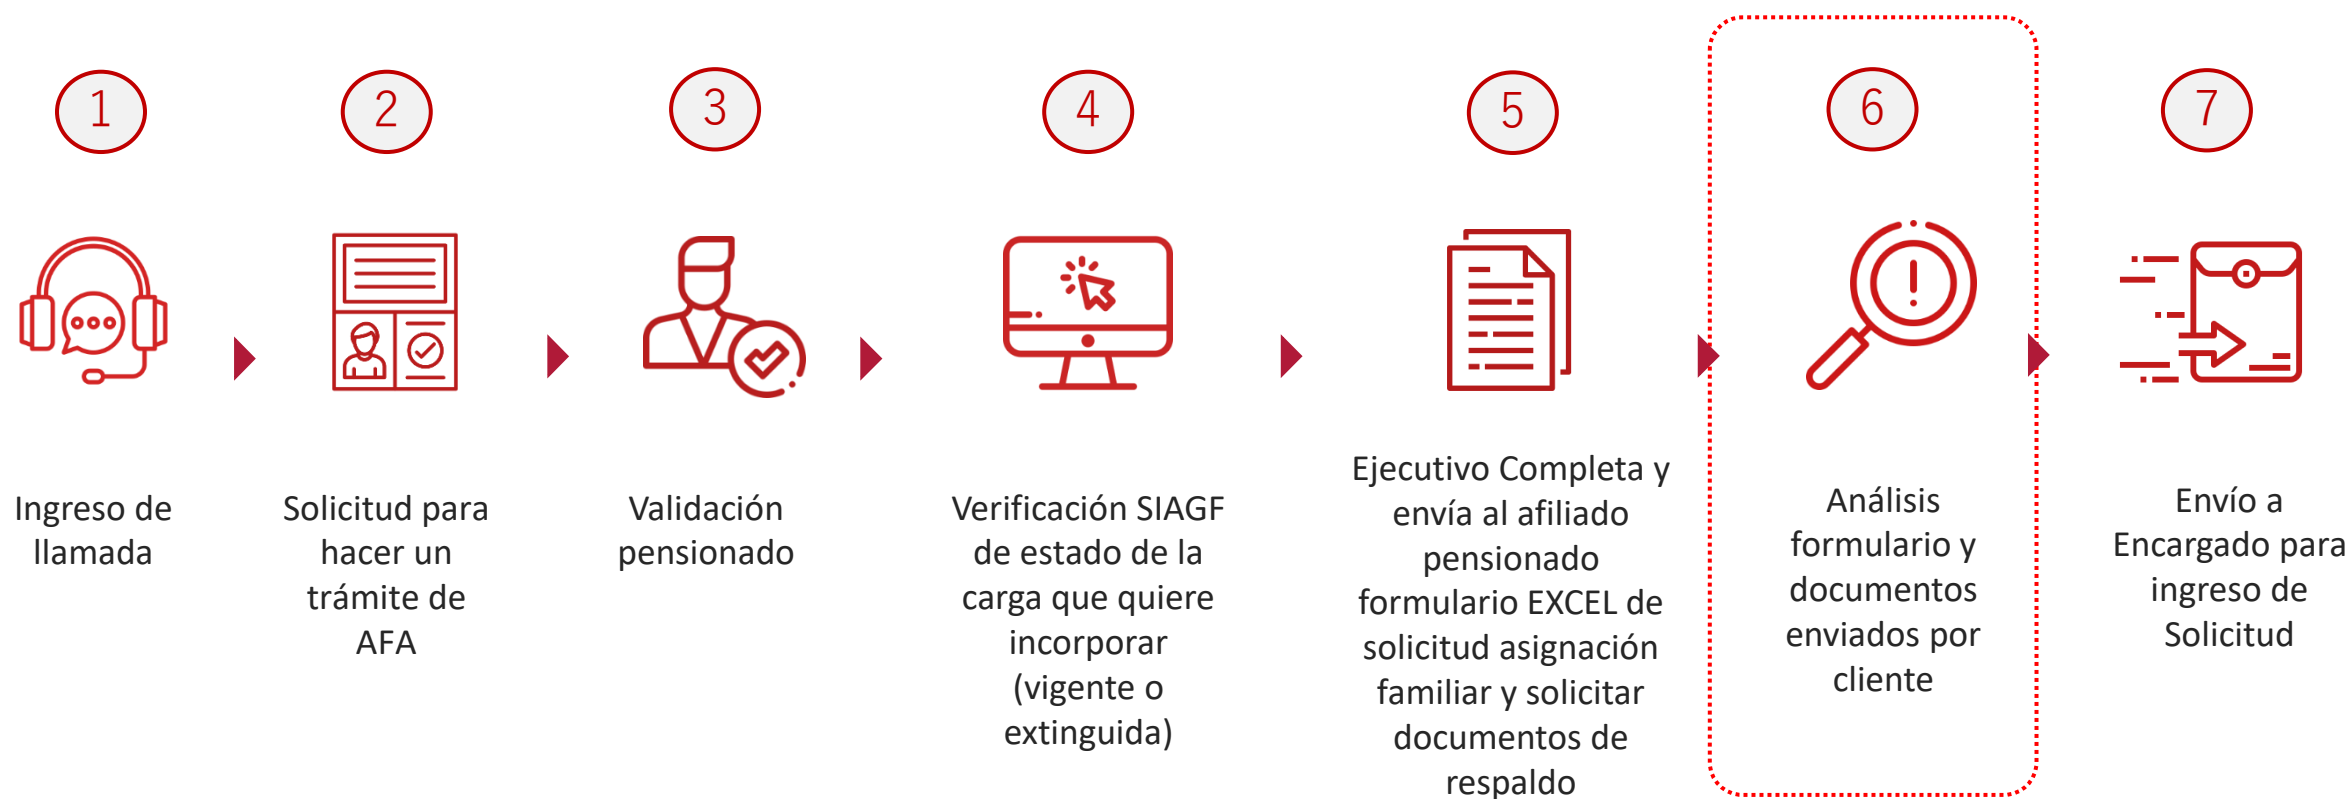 1
2
3
4
5
6
7
Ingreso de
llamada
Solicitud para
hacer un
trámite de
AFA
Validación
pensionado
Verificación SIAGF
de estado de la
carga que quiere
incorporar
(vigente o
extinguida)
Ejecutivo Completa y
envía al afiliado
pensionado
formulario EXCEL de
solicitud asignación
familiar y solicitar
documentos de
respaldo
Análisis
formulario y
documentos
enviados por
cliente
Envío a
Encargado para
ingreso de
Solicitud